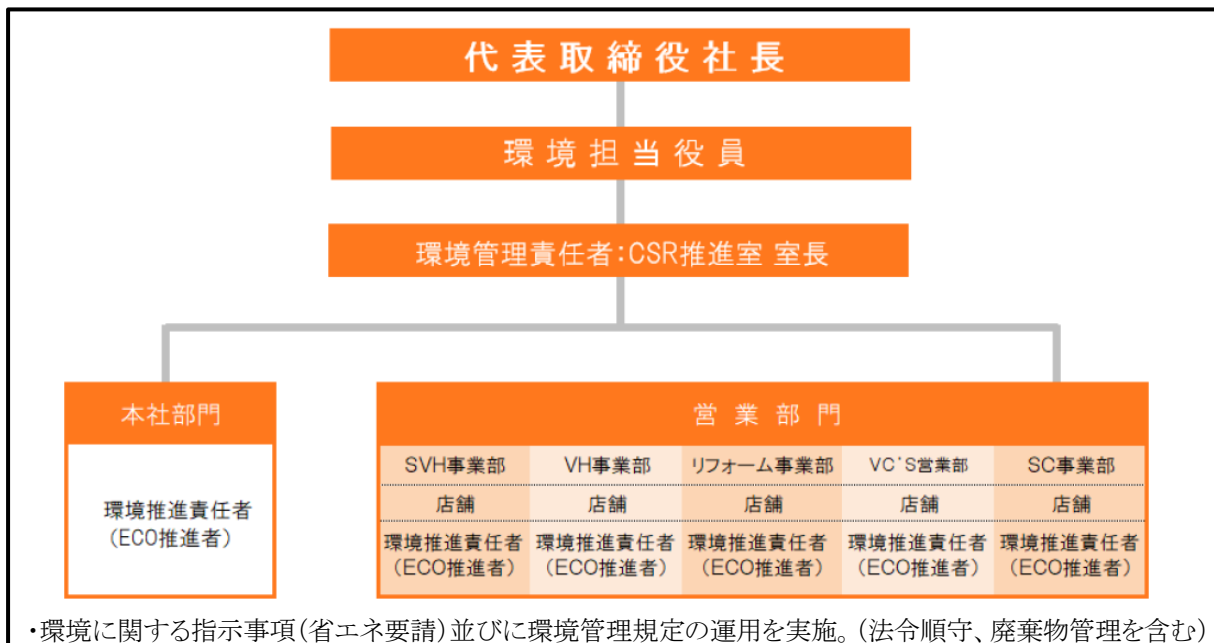 代表取締役社長
環境担当役員
環境管理責任者:CSR推進室 室長
本社部門
環境推進責任者
(ECO推進者)
営業部門
SVH事業部 VH事業部 リフォーム事業部 VC'S営業部 SC事業部
店舗 店舗 店舗 店舗 店舗
環境推進責任者 環境推進責任者 環境推進責任者 環境推進責任者 環境推進責任者
(ECO推進者) (ECO推進者) (ECO推進者) (ECO推進者) (ECO推進者)
・環境に関する指示事項(省エネ要請)並びに環境管理規定の運用を実施。(法令順守、廃棄物管理を含む)